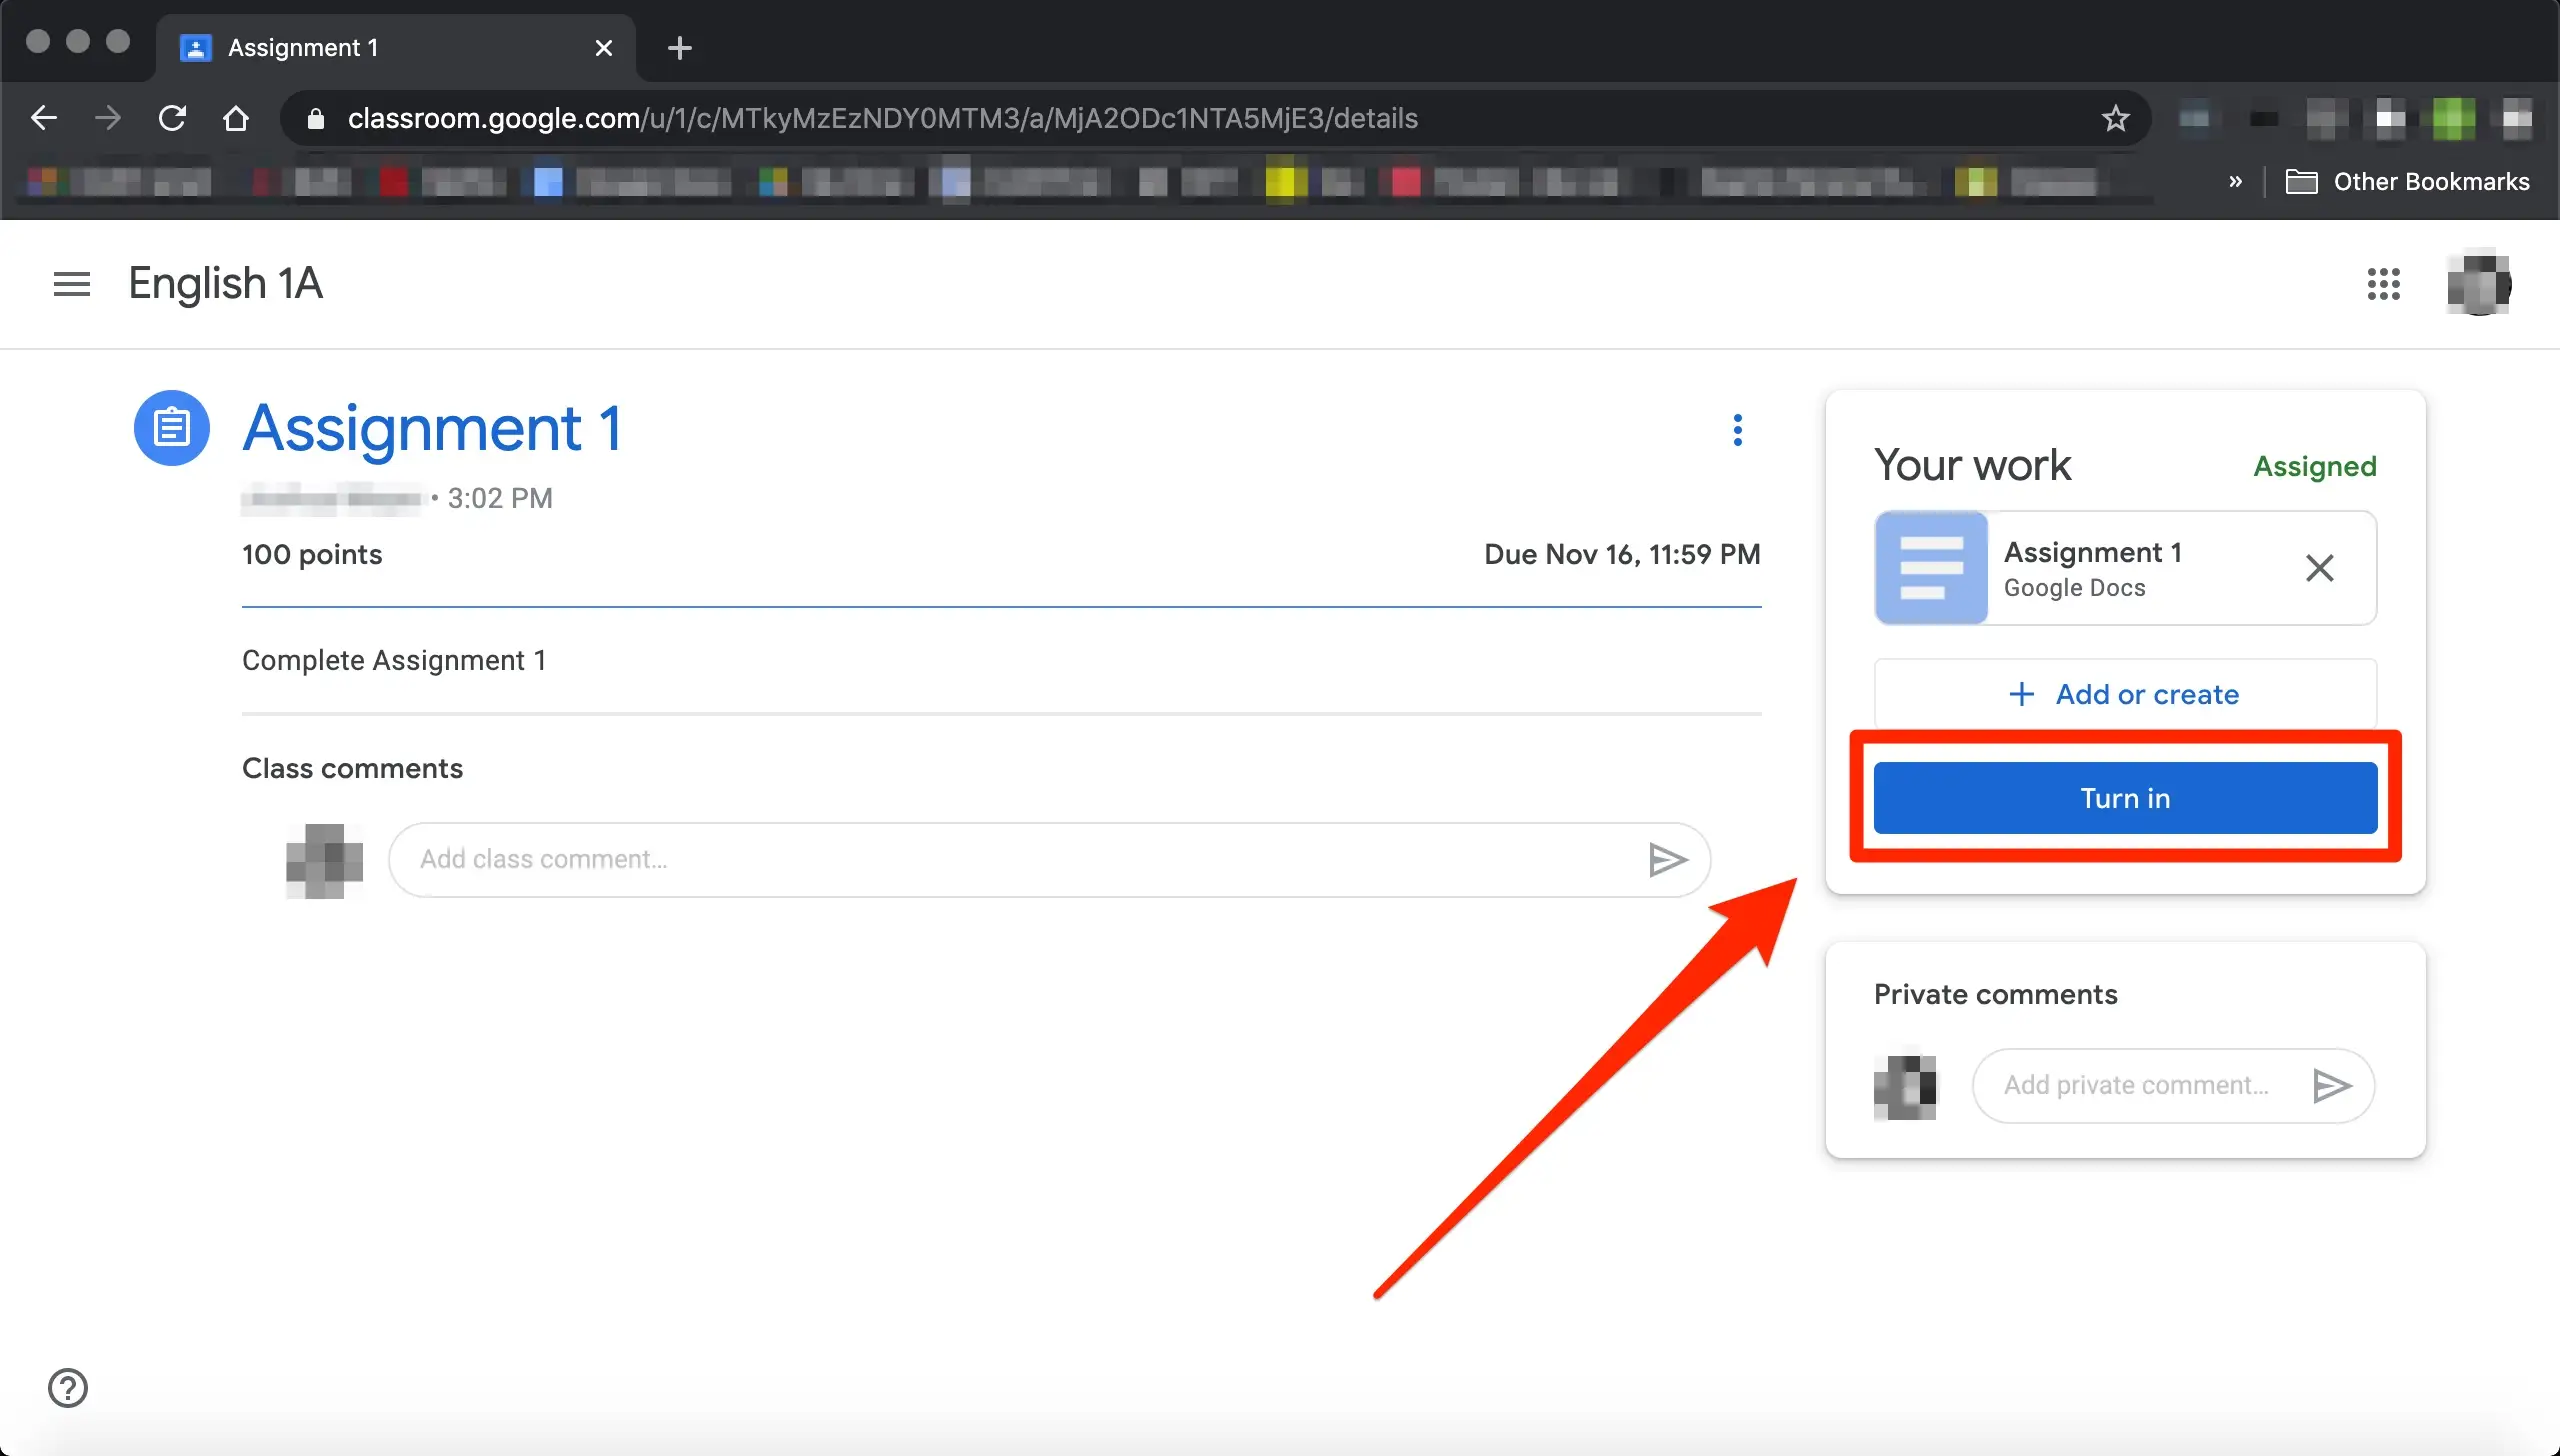 Assignment 1
classroom.google.com/u/1/c/MTkyMzEzNDY0MTM3/a/MjA2ODc1NTA5MjE3/details
» Other Bookmarks
English 1A
Assignment 1
• 3:02 PM
100 points
Due Nov 16, 11:59 PM
Complete Assignment 1
Class comments
Add class comment...
Your work
Assigned
Assignment 1
Google Docs
+ Add or create
Turn in
Private comments
Add private comment...